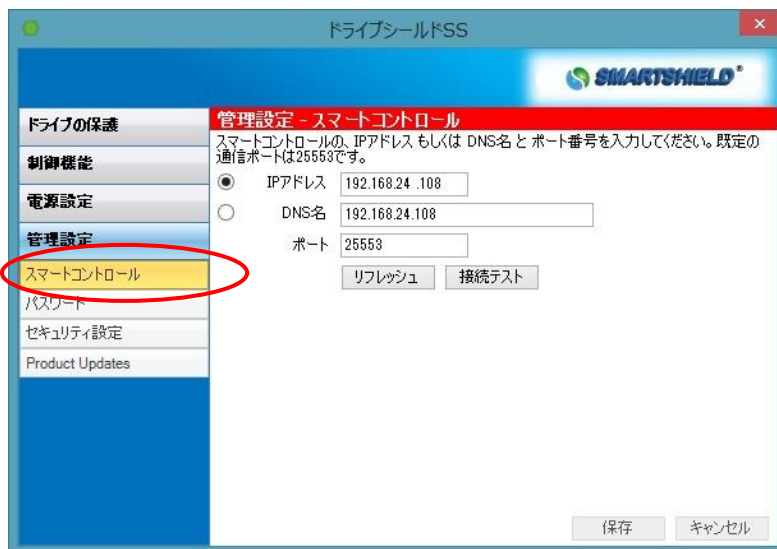 ドライブシールドSS
SMARTSHIELD®
ドライブの保護
制御機能
電源設定
管理設定
スマートコントロール
パスワード
セキュリティ設定
Product Updates
管理設定 - スマートコントロール
スマートコントロールの、IPアドレス もしくは DNS名 と ポート番号を入力してください。既定の
通信ポートは25553です。
IPアドレス 192.168.24 .108
DNS名 192.168.24.108
ポート 25553
リフレッシュ 接続テスト
保存 キャンセル